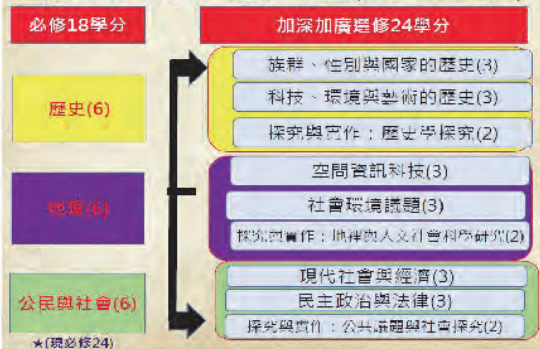 必修18學分
加深加廣選修24學分
歷史(6)
族群、性別與國家的歷史(3)
科技、環境與藝術的歷史(3)
探究與實作：歷史學探究(2)
地理(6)
空間資訊科技(3)
社會環境議題(3)
探究與實作：地理與人文社會科學研究(2)
公民與社會(6)
現代社會與經濟(3)
民主政治與法律(3)
探究與實作：公共議題與社會探究(2)
★(現必修24)